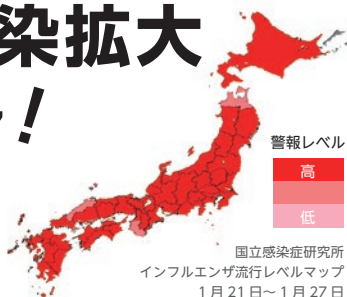 染拡大
!
警報レベル
高
低
国立感染症研究所
インフルエンザ流行レベルマップ
1月21日～1月27日